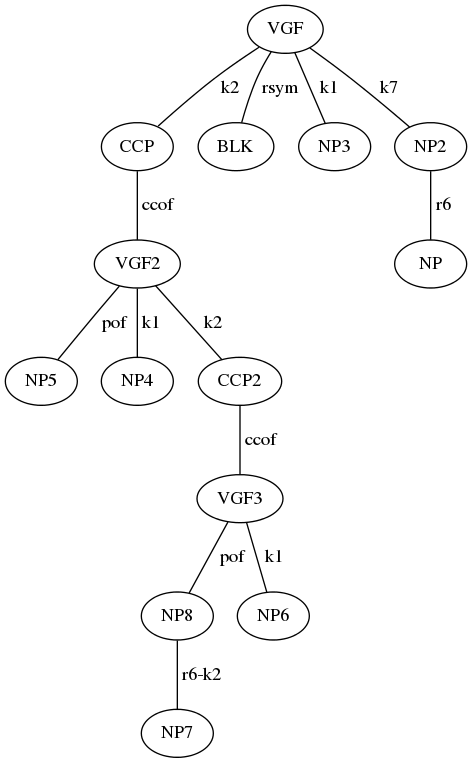 VGF
k2 rsym k1 k7
CCP BLK NP3 NP2
ccof r6
VGF2 NP
pof k1 k2
NP5 NP4 CCP2
ccof
VGF3
pof k1
NP8 NP6
r6-k2
NP7